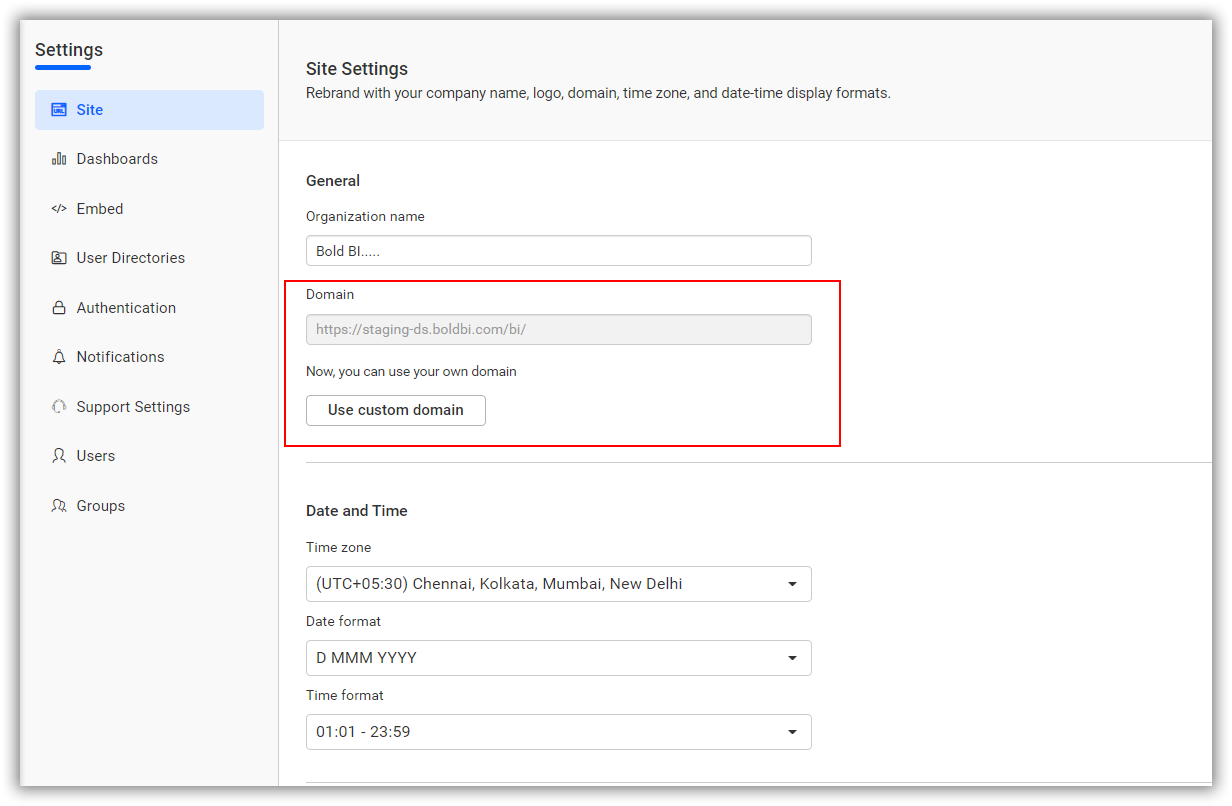 Settings
Site
Dashboards
</>
Embed
User Directories
Authentication
Notifications
Support Settings
Users
Groups
Site Settings
Rebrand with your company name, logo, domain, time zone, and date-time display formats.
General
Organization name
Bold BI.....
Domain
https://staging-ds.boldbi.com/bi/
Now, you can use your own domain
Use custom domain
Date and Time
Time zone
(UTC+05:30) Chennai, Kolkata, Mumbai, New Delhi
Date format
D MMM YYYY
Time format
01:01 - 23:59